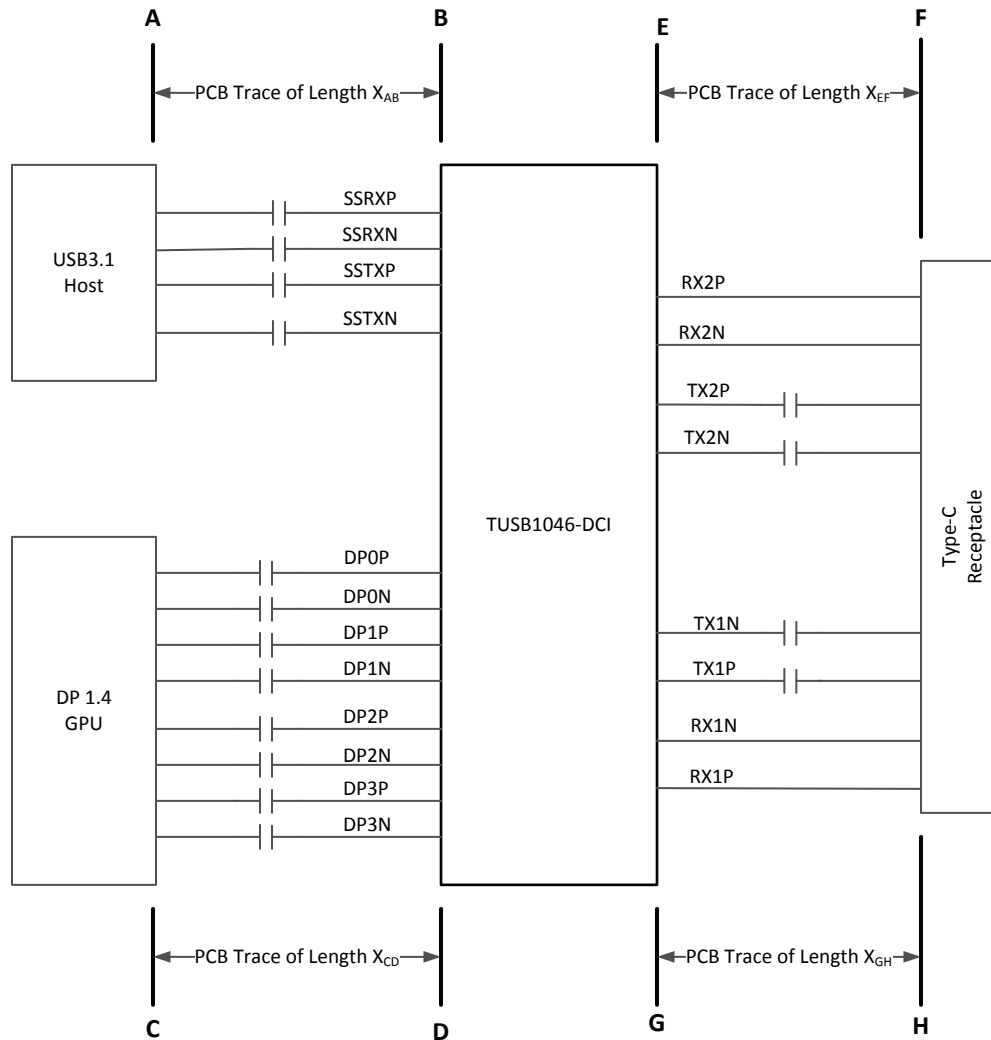 A
B
E
F
PCB Trace of Length XAB
PCB Trace of Length XEF
USB3.1
Host
SSRXP
SSRXN
SSTXP
SSTXN
RX2P
RX2N
TX2P
TX2N
TUSB1046-DCI
Type-C
Receptacle
DP 1.4
GPU
DP0P
DP0N
DP1P
DP1N
DP2P
DP2N
DP3P
DP3N
TX1N
TX1P
RX1N
RX1P
PCB Trace of Length XCD
PCB Trace of Length XGH
C
D
G
H